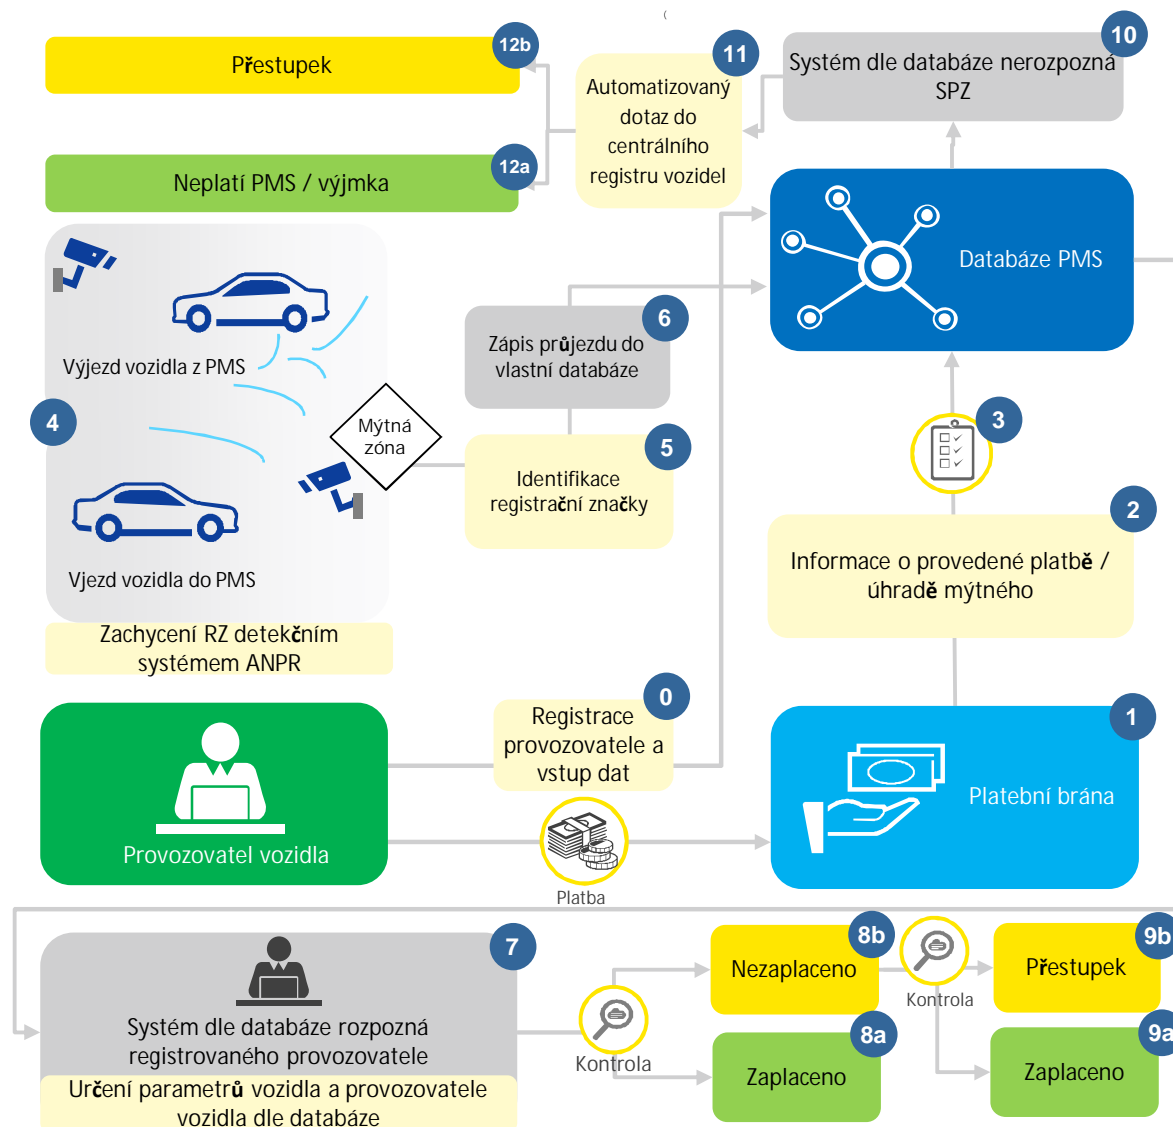 12b
Přestupek
11
10
Systém dle databáze nerozpozná
SPZ
Automatizovaný
dotaz do
centrálního
registru vozidel
12a
Neplatí PMS / výjmka
Databáze PMS
Výjezd vozidla z PMS
6
Zápis průjezdu do
vlastní databáze
4
Mýtná
zóna
3
5
Identifikace
registrační značky
2
Informace o provedené platbě /
úhradě mýtného
Vjezd vozidla do PMS
Zachycení RZ detekčním
systémem ANPR
0
Registrace
provozovatele a
vstup dat
1
Platební brána
Provozovatel vozidla
Platba
7
Systém dle databáze rozpozná
registrovaného provozovatele
Určení parametrů vozidla a provozovatele
vozidla dle databáze
Kontrola
8b
Nezaplaceno
8a
Zaplaceno
Kontrola
9b
Přestupek
9a
Zaplaceno